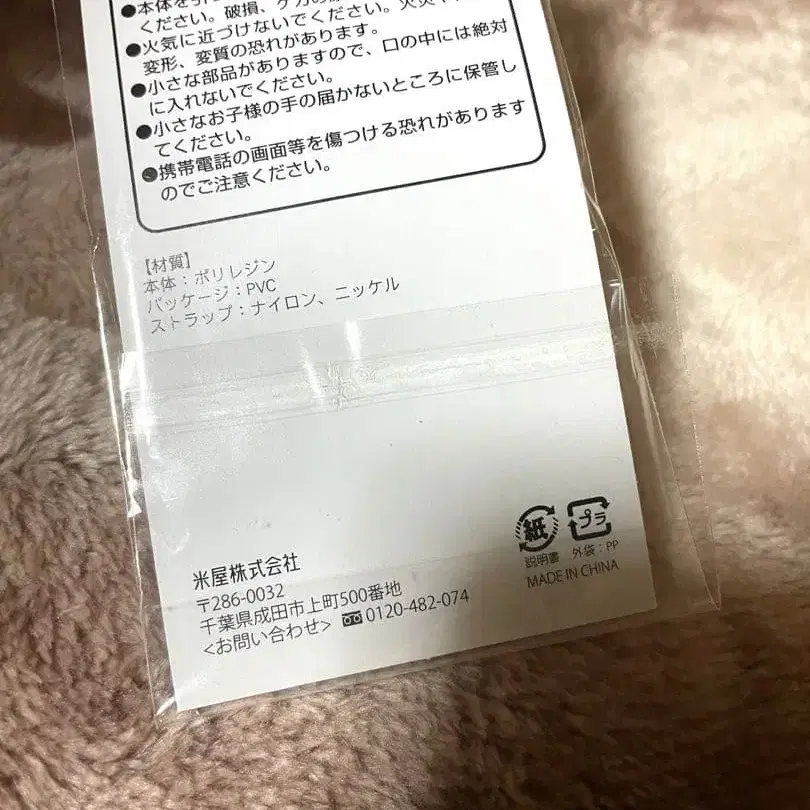 ●本体を引
ください。破損、ケガの
●火気に近づけないでください。火災や
変形、変質の恐れがあります。
●小さな部品がありますので、口の中には絶対
に入れないでください。
●小さなお子様の手の届かないところに保管し
てください。
●携帯電話の画面等を傷つける恐れがあります
のでご注意ください。
【材質】
本体：ポリレジン
パッケージ：PVC
ストラップ：ナイロン、ニッケル
紙
説明書
プラ
外袋：PP
MADE IN CHINA
米屋株式会社
〒286-0032
千葉県成田市上町500番地
<お問い合わせ> 0120-482-074